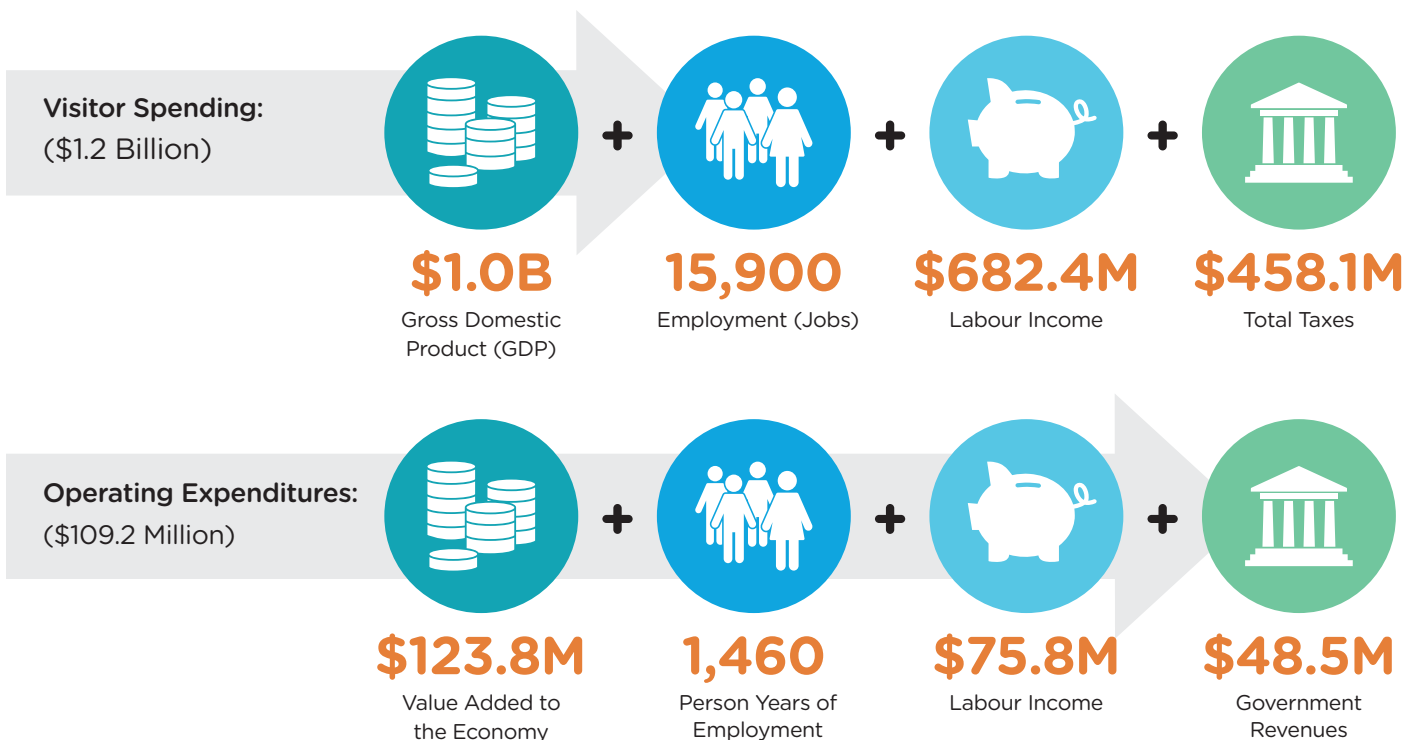 Visitor Spending:
($1.2 Billion)
+
+
+
$1.0B
15,900
$682.4M
$458.1M
Gross Domestic
Product (GDP)
Employment (Jobs)
Labour Income
Total Taxes
Operating Expenditures:
($109.2 Million)
+
+
+
$123.8M
1,460
$75.8M
$48.5M
Value Added to
the Economy
Person Years of
Employment
Labour Income
Government
Revenues